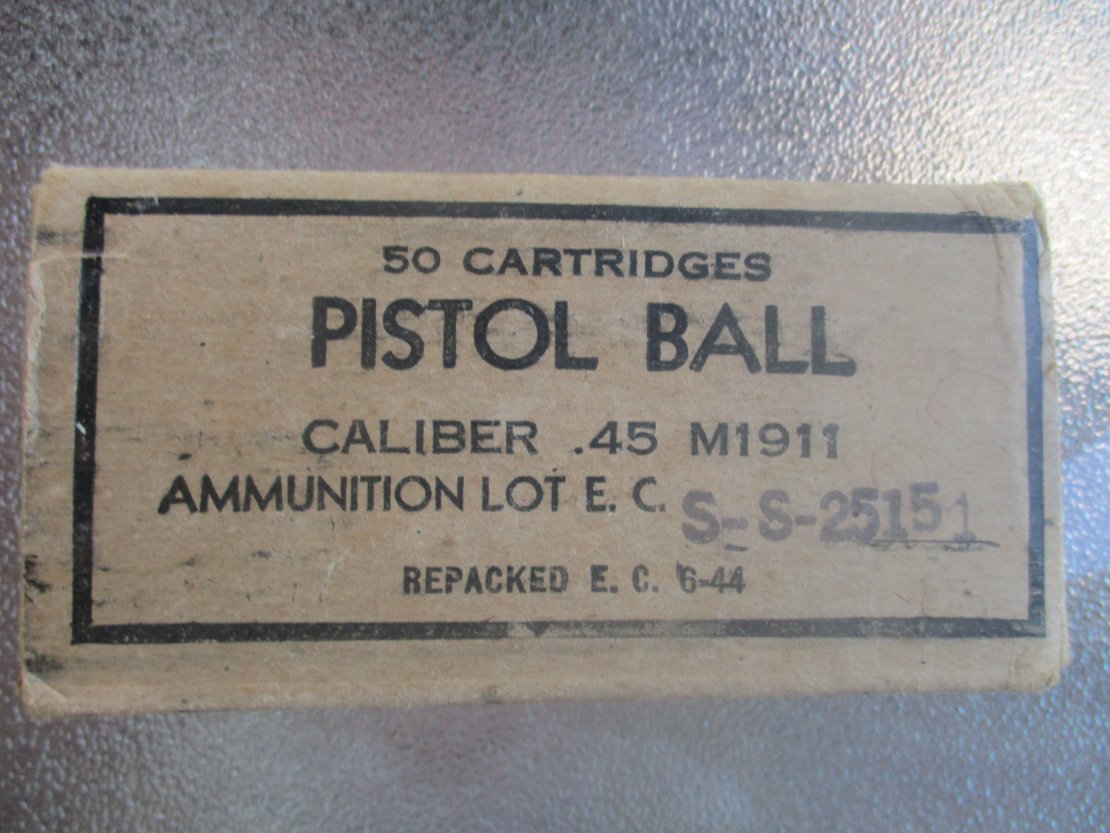 50 CARTRIDGES
PISTOL BALL
CALIBER .45 M1911
AMMUNITION LOT E. C. S-S-25151
REPACKED E. C. 6-44